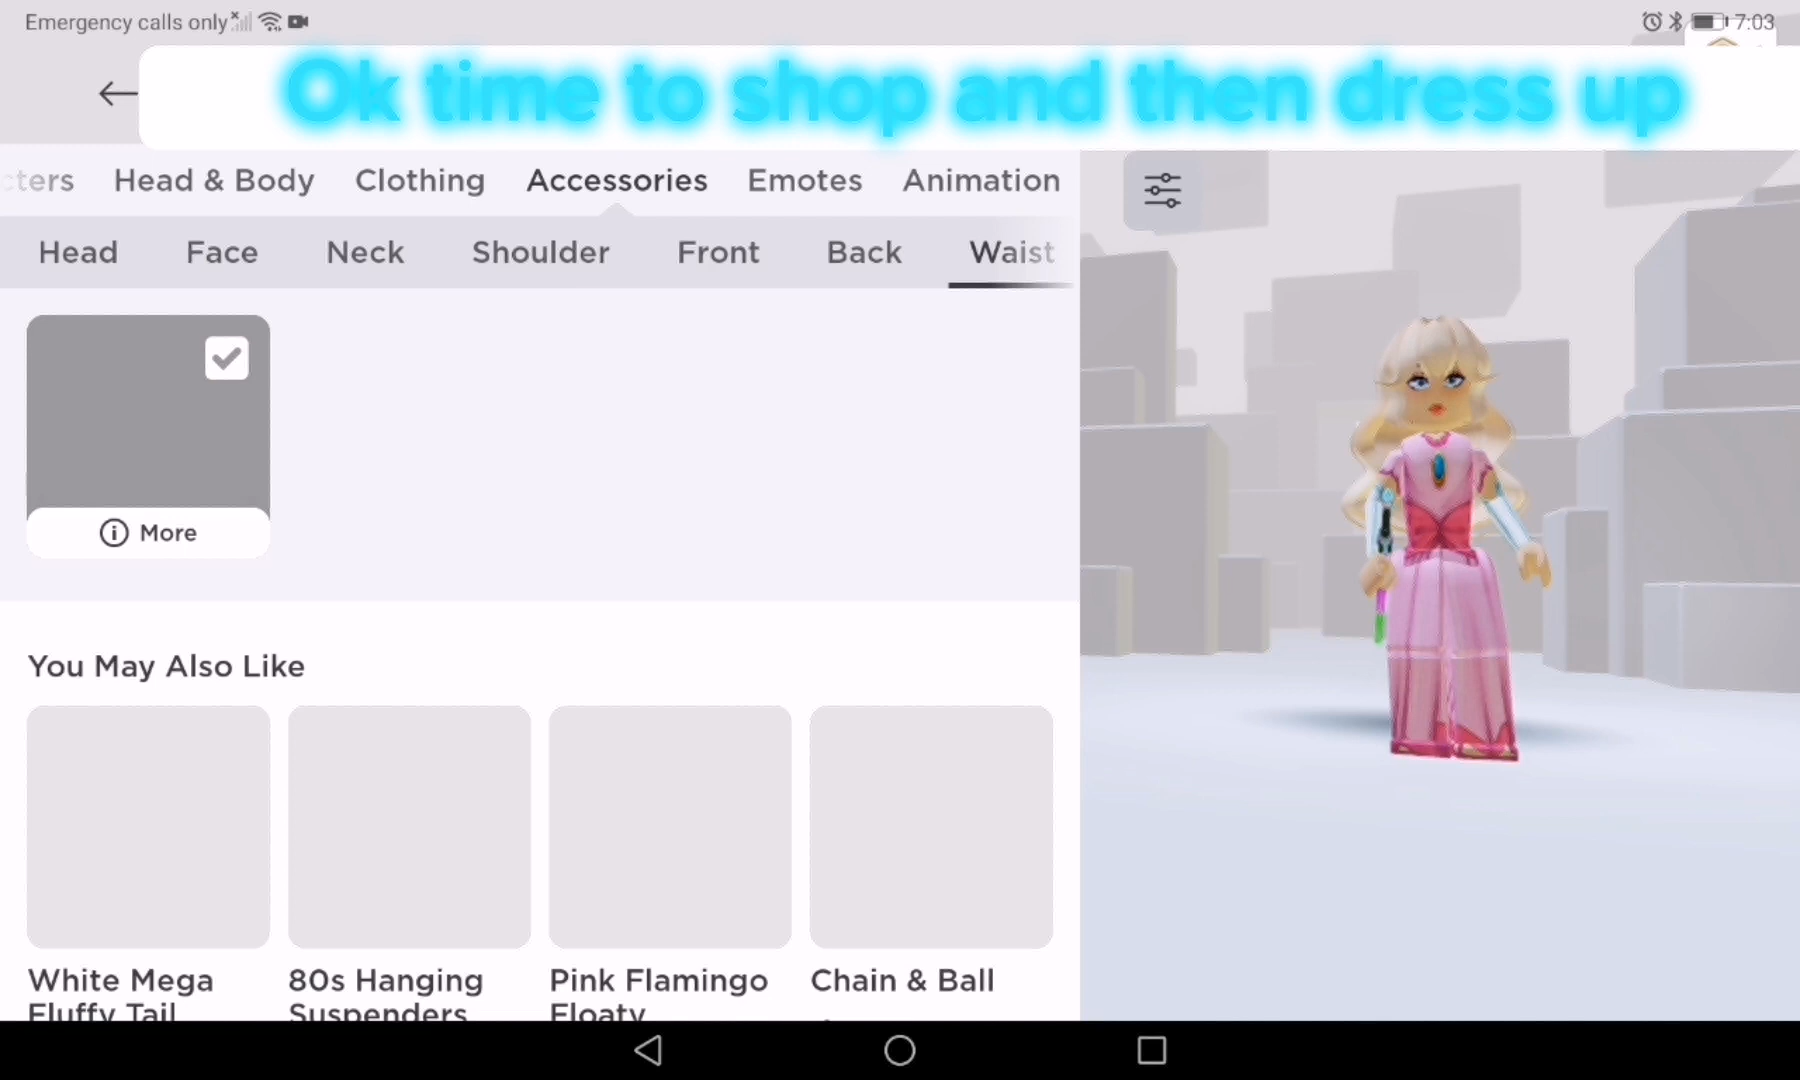 Emergency calls only
7:03
Ok time to shop and then dress up
cters Head & Body Clothing Accessories Emotes Animation
Head Face Neck Shoulder Front Back Waist
More
You May Also Like
White Mega
Fluffy Tail
80s Hanging
Suspenders
Pink Flamingo
Floaty
Chain & Ball